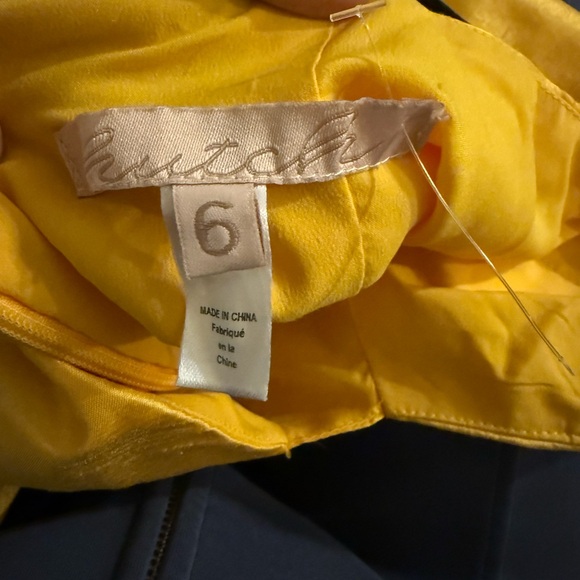 hutch
6
MADE IN CHINA
Fabriqué
en la
Chine